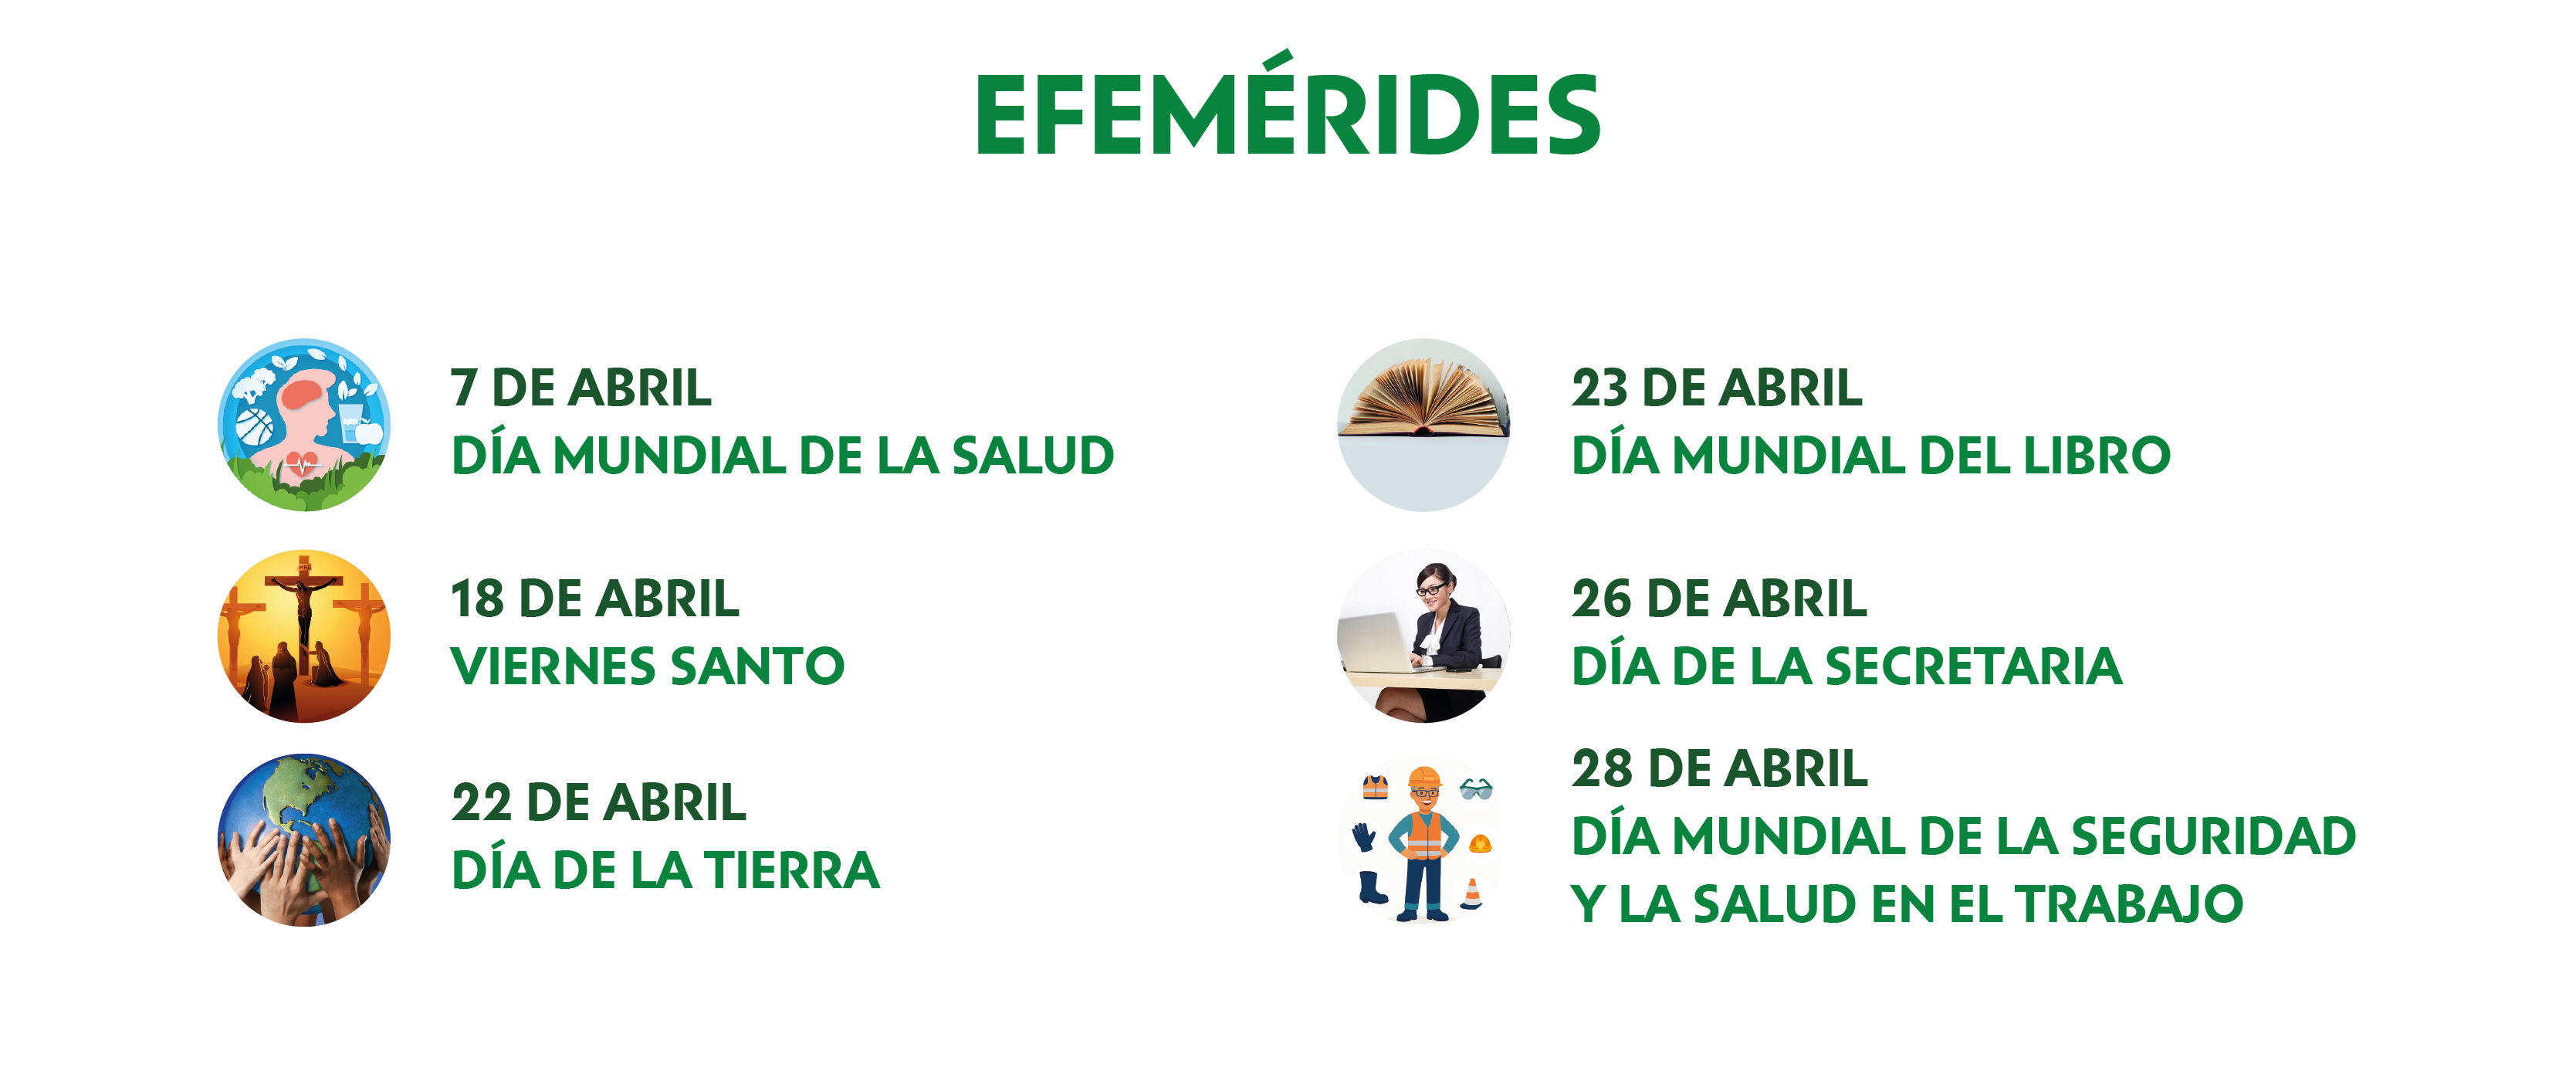 EFEMÉRIDES
7 DE ABRIL
DÍA MUNDIAL DE LA SALUD
18 DE ABRIL
VIERNES SANTO
22 DE ABRIL
DÍA DE LA TIERRA
23 DE ABRIL
DÍA MUNDIAL DEL LIBRO
26 DE ABRIL
DÍA DE LA SECRETARIA
28 DE ABRIL
DÍA MUNDIAL DE LA SEGURIDAD
Y LA SALUD EN EL TRABAJO